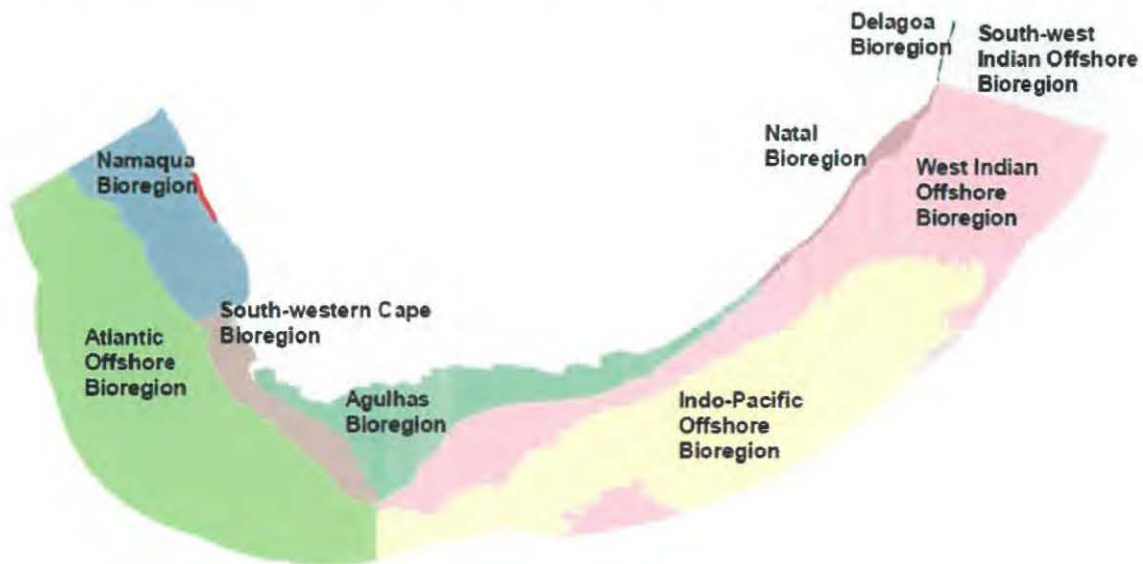 Delagoa
Bioregion
South-west
Indian Offshore
Bioregion
Natal
Bioregion
Namaqua
Bioregion
West Indian
Offshore
Bioregion
South-western Cape
Bioregion
Atlantic
Offshore
Bioregion
Agulhas
Bioregion
Indo-Pacific
Offshore
Bioregion